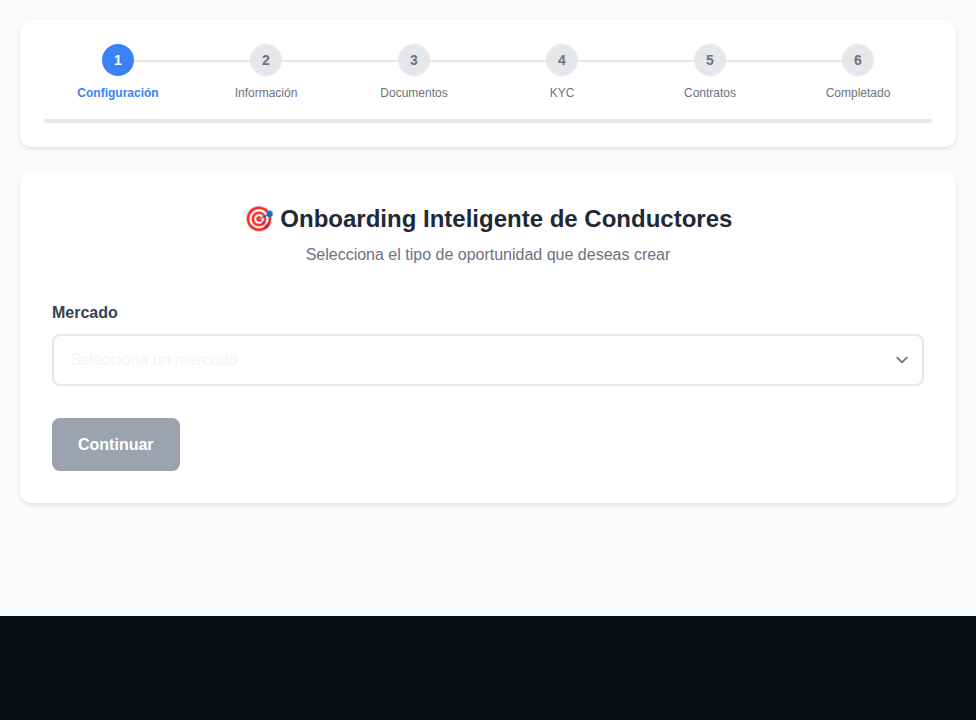 1
2
3
4
5
6
Configuración
Información
Documentos
KYC
Contratos
Completado
🎯 Onboarding Inteligente de Conductores
Selecciona el tipo de oportunidad que deseas crear
Mercado
Selecciona un mercado
Continuar